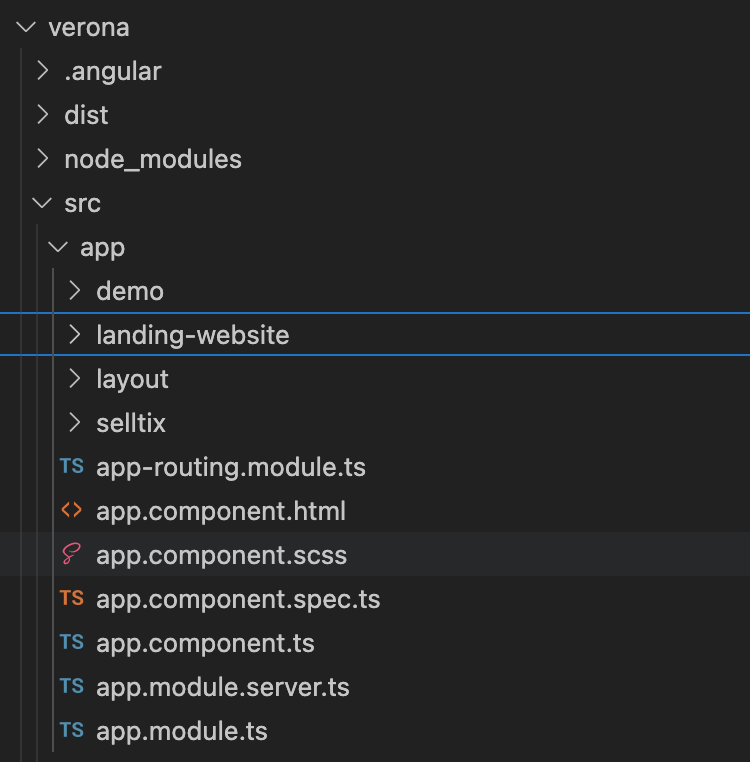 verona
.angular
dist
node_modules
src
app
demo
landing-website
layout
selltix
TS app-routing.module.ts
<> app.component.html
app.component.scss
TS app.component.spec.ts
TS app.component.ts
TS app.module.server.ts
TS app.module.ts